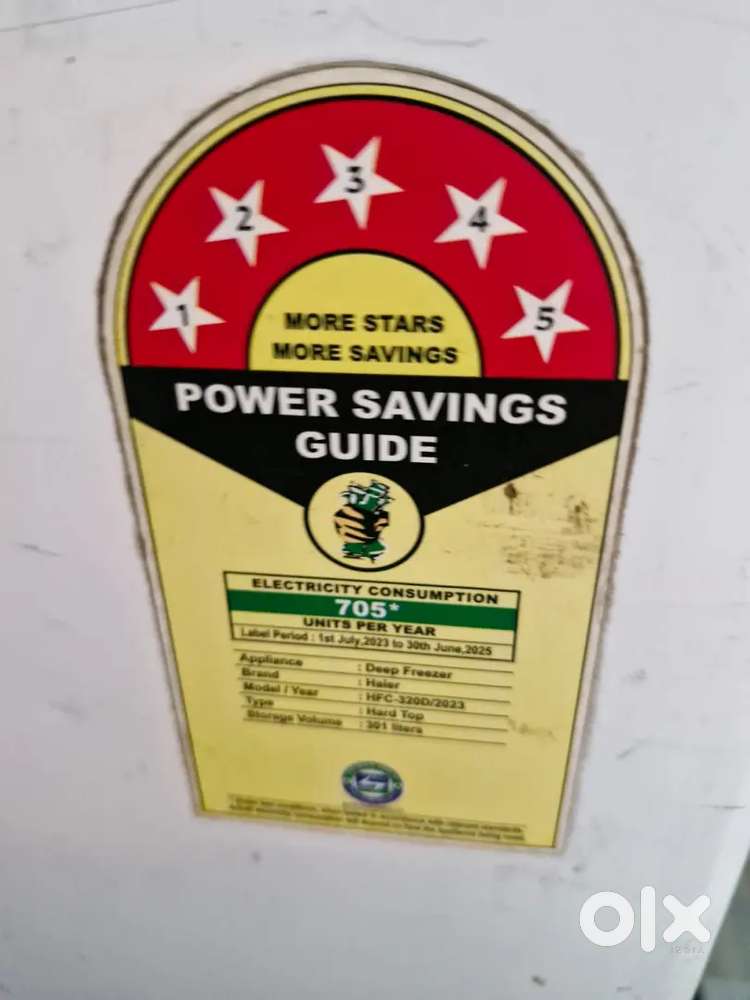 1 2 3 4 5
MORE STARS
MORE SAVINGS
POWER SAVINGS
GUIDE
ELECTRICITY CONSUMPTION
705*
UNITS PER YEAR
Label Period : 1st July,2023 to 30th June,2025
Appliance : Deep Freezer
Brand : Haier
Model / Year : HFC-320D/2023
Type : Hard Top
Storage Volume : 301 liters
olx